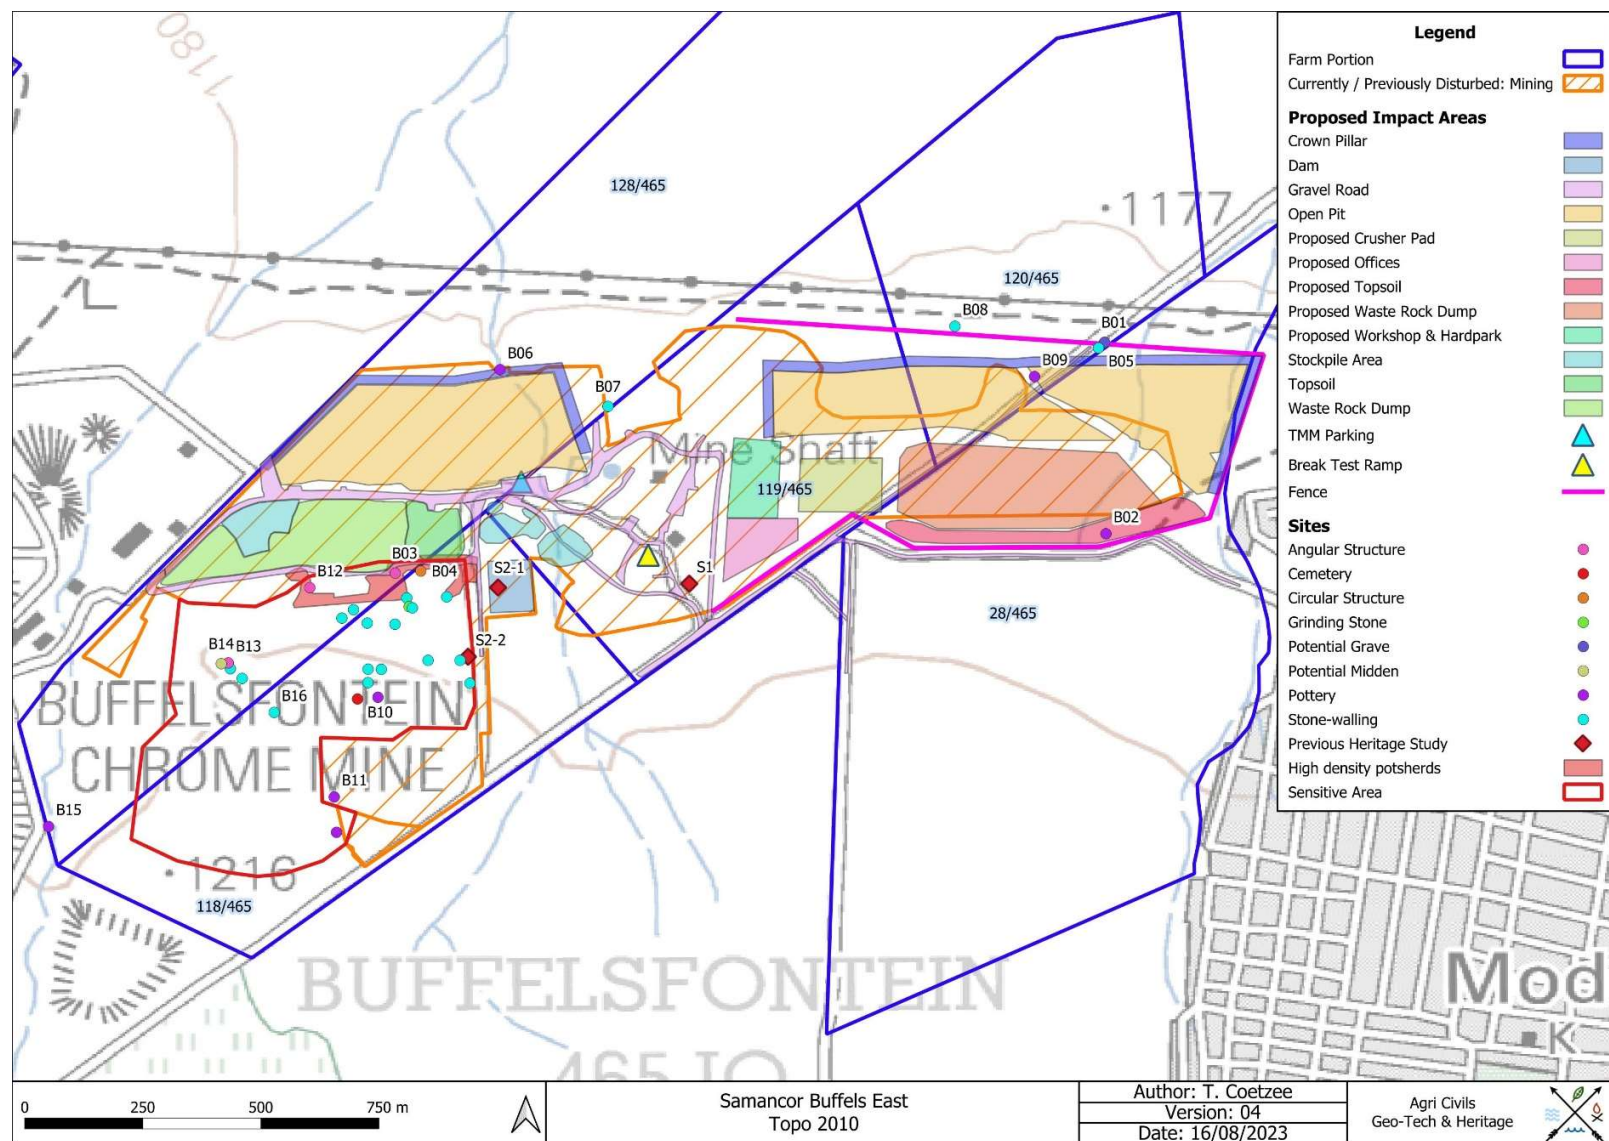 1180
128/465
1177
120/465
B08
B01
B05
B09
B06
B07
Mine Shaft
119/465
B02
B03
B04
B12
S2-1
S1
28/465
B14
B13
S2-2
B16
B10
BUFFELSFONTEIN
CHROME MINE
B11
B15
1216
118/465
BUFFELSFONTEIN
465 JQ
Mod
K
Legend
Farm Portion
Currently / Previously Disturbed: Mining
Proposed Impact Areas
Crown Pillar
Dam
Gravel Road
Open Pit
Proposed Crusher Pad
Proposed Offices
Proposed Topsoil
Proposed Waste Rock Dump
Proposed Workshop & Hardpark
Stockpile Area
Topsoil
Waste Rock Dump
TMM Parking
Break Test Ramp
Fence
Sites
Angular Structure
Cemetery
Circular Structure
Grinding Stone
Potential Grave
Potential Midden
Pottery
Stone-walling
Previous Heritage Study
High density potsherds
Sensitive Area
0 250 500 750 m
Samancor Buffels East
Topo 2010
Author: T. Coetzee
Version: 04
Date: 16/08/2023
Agri Civils
Geo-Tech & Heritage